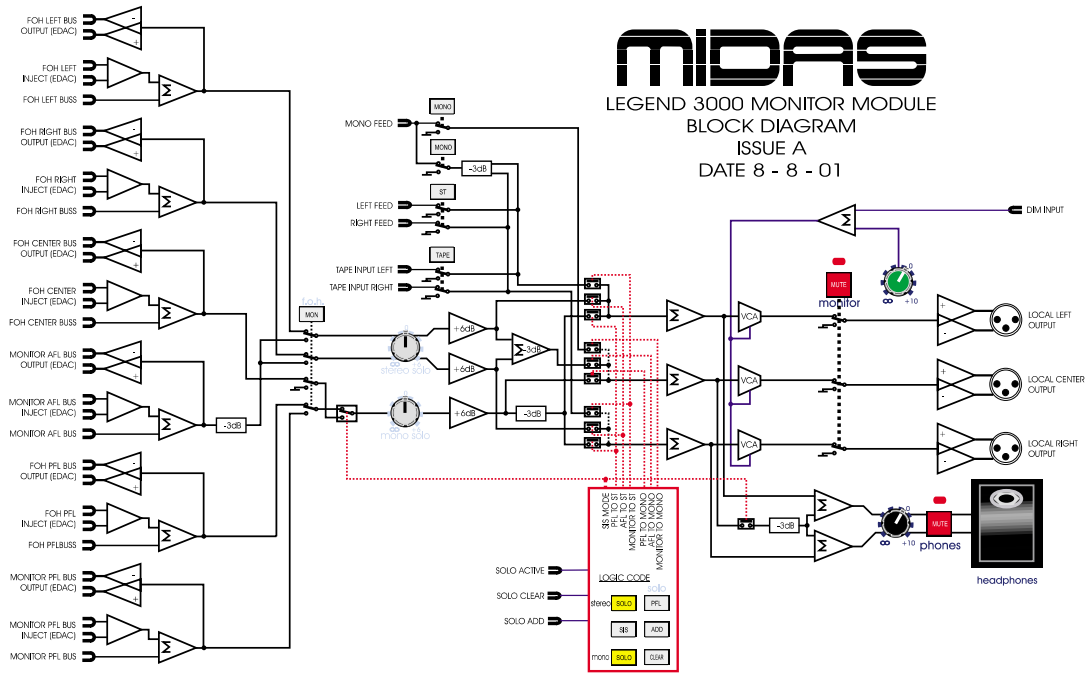 MIDAS
LEGEND 3000 MONITOR MODULE
BLOCK DIAGRAM
ISSUE A
DATE 8 - 8 - 01
FOH LEFT BUS
OUTPUT (EDAC)
-
+
FOH LEFT
INJECT (EDAC)
Σ
FOH LEFT BUSS
FOH RIGHT BUS
OUTPUT (EDAC)
-
+
FOH RIGHT
INJECT (EDAC)
Σ
FOH RIGHT BUSS
FOH CENTER BUS
OUTPUT (EDAC)
-
+
FOH CENTER
INJECT (EDAC)
Σ
FOH CENTER BUSS
MONITOR AFL BUS
OUTPUT (EDAC)
-
+
MONITOR AFL BUS
INJECT (EDAC)
Σ
-3dB
MONITOR AFL BUS
FOH PFL BUS
OUTPUT (EDAC)
-
+
FOH PFL
INJECT (EDAC)
Σ
FOH PFLBUSS
MONITOR PFL BUS
OUTPUT (EDAC)
-
+
MONITOR PFL BUS
INJECT (EDAC)
Σ
MONITOR PFL BUS
f.o.h.
MON
MONO
MONO FEED
MONO
-3dB
ST
LEFT FEED
RIGHT FEED
TAPE
TAPE INPUT LEFT
TAPE INPUT RIGHT
∞
stereo solo
∞
mono solo
+6dB
+6dB
+6dB
Σ -3dB
-3dB
Σ
Σ
Σ
VCA
VCA
VCA
Σ
DIM INPUT
0
∞
+10
MUTE
monitor
+
-
LOCAL LEFT
OUTPUT
+
-
LOCAL CENTER
OUTPUT
+
-
LOCAL RIGHT
OUTPUT
-3dB
Σ
Σ
0
∞
+10
MUTE
phones
headphones
SIS MODE
PFL TO ST
AFL TO ST
MONITOR TO ST
PFL TO MONO
AFL TO MONO
MONITOR TO MONO
LOGIC CODE
SOLO ACTIVE
SOLO CLEAR
SOLO ADD
solo
stereo
SOLO
PFL
SIS
ADD
mono
SOLO
CLEAR